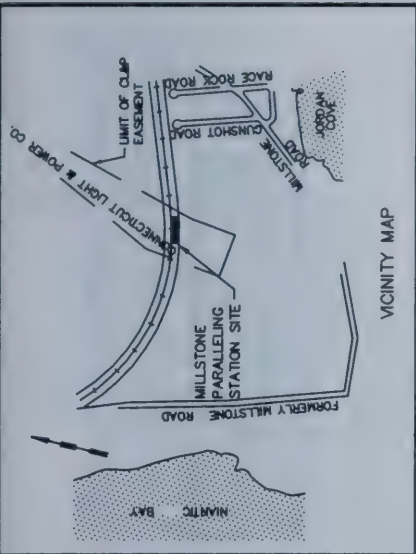 RACE ROCK ROAD
GUNSHOT ROAD
MILLSTONE
ROAD
JORDAN
COVE
LIMIT OF CL&P
EASEMENT
CONNECTICUT LIGHT & POWER CO.
MILLSTONE
PARALLELING
STATION SITE
FORMERLY MILLSTONE ROAD
NIANTIC BAY
VICINITY MAP